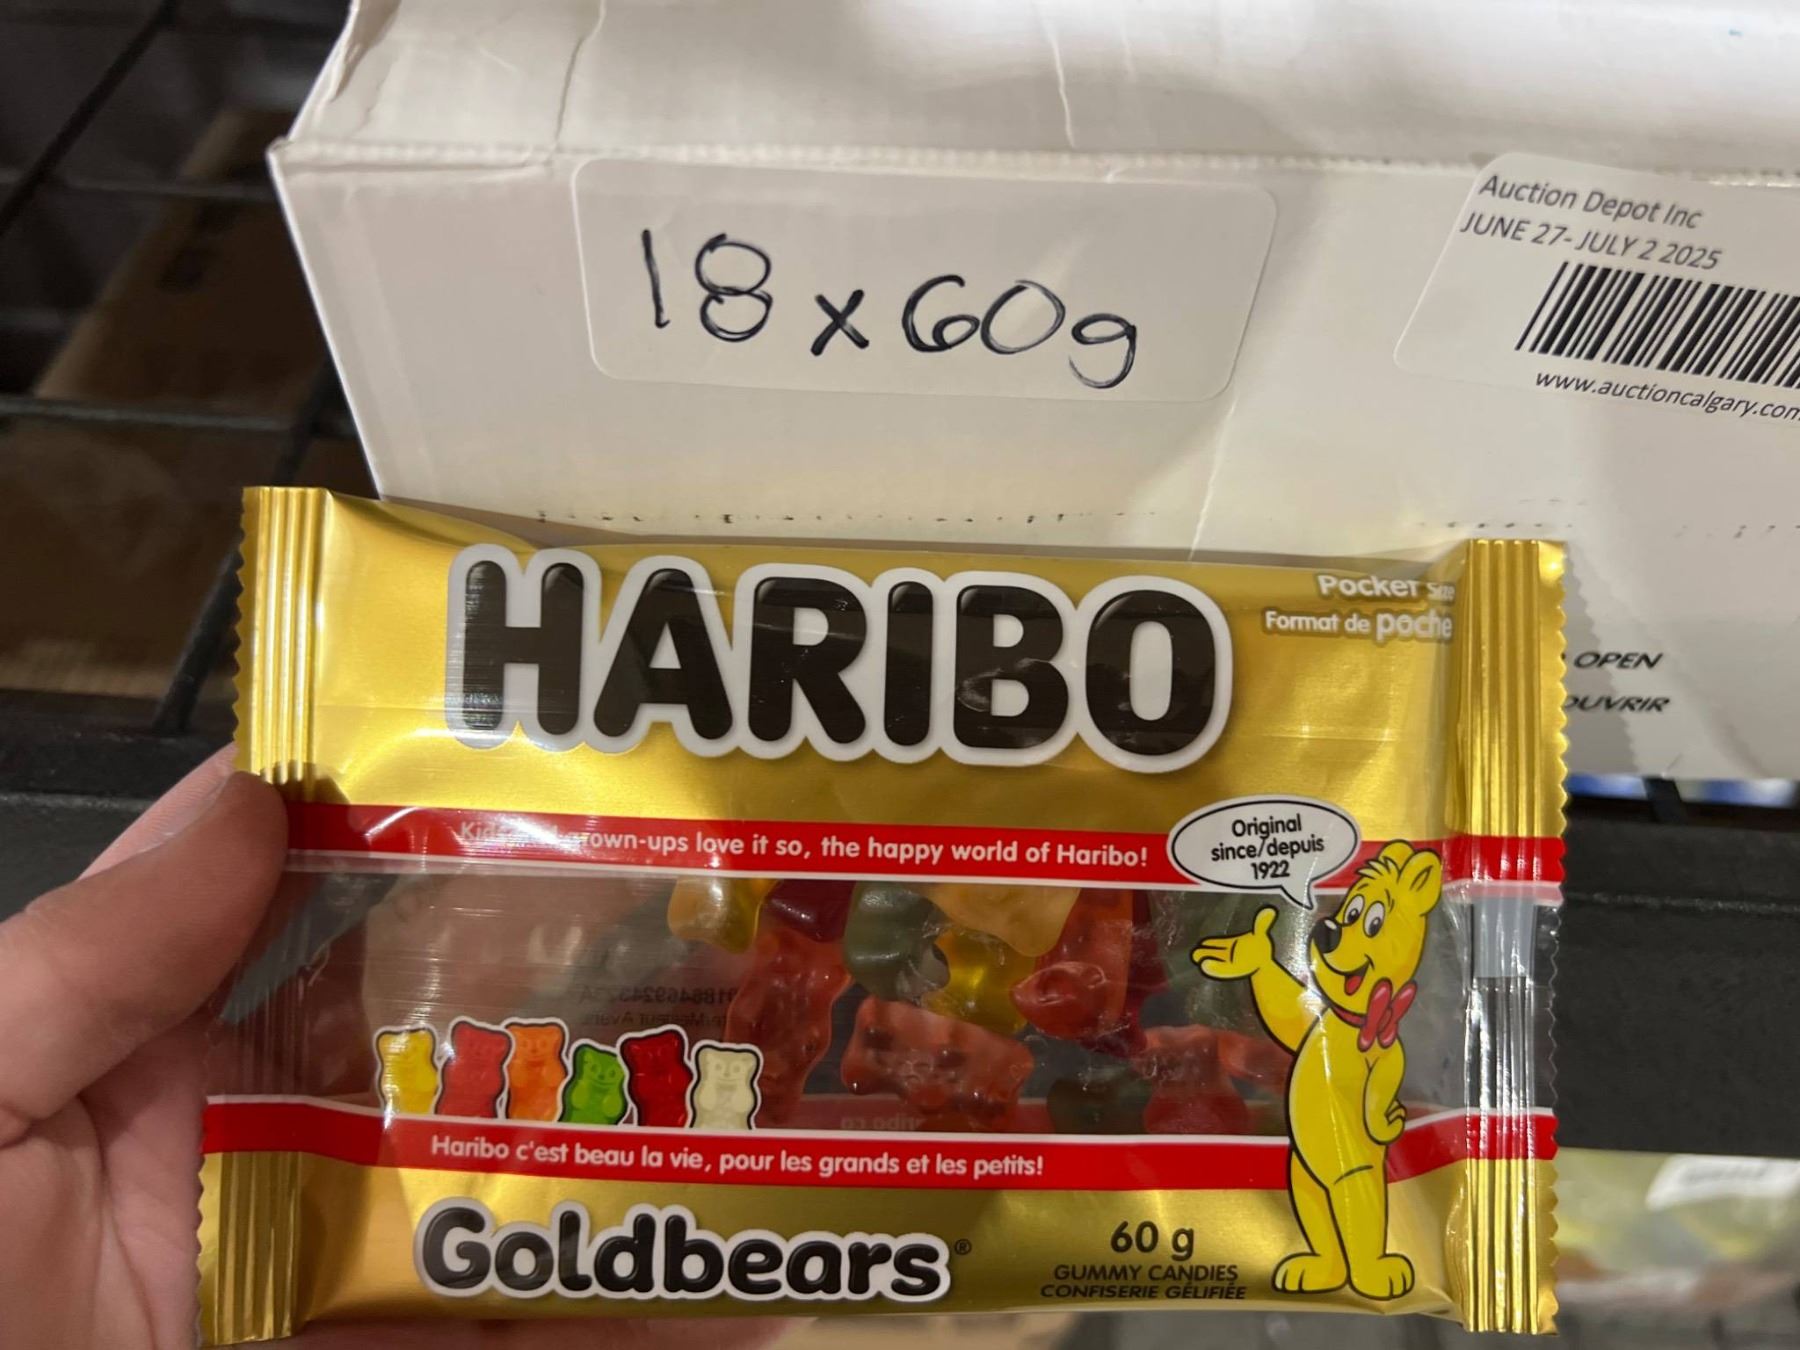 18 x 60g
Auction Depot Inc
JUNE 27- JULY 2 2025
www.auctioncalgary.com
OPEN
OUVRIR
HARIBO
Pocket Size
Format de poche
love it so, the happy world of Haribo!
Original
since/depuis
1922
Haribo c'est beau la vie, pour les grands et les petits!
Goldbears®
60 g
GUMMY CANDIES
CONFISERIE GÉLIFIÉE